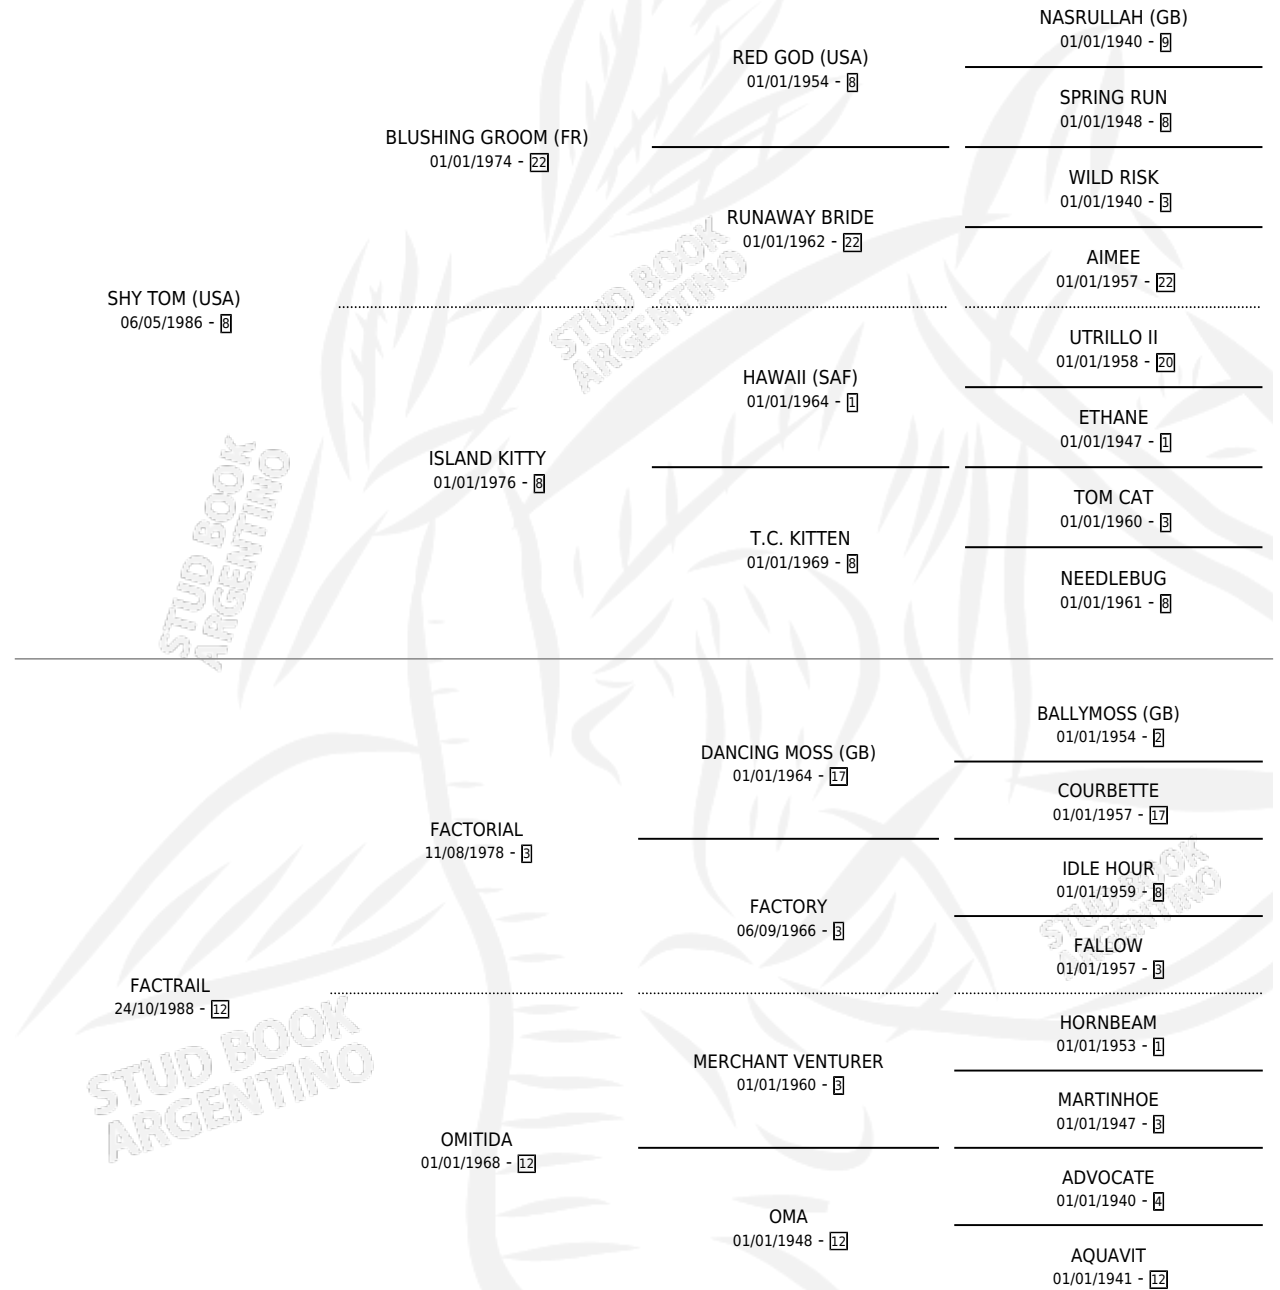 NASRULLAH (GB)
01/01/1940 - 9
RED GOD (USA)
01/01/1954 - 8
SPRING RUN
01/01/1948 - 8
BLUSHING GROOM (FR)
01/01/1974 - 22
WILD RISK
01/01/1940 - 3
RUNAWAY BRIDE
01/01/1962 - 22
AIMEE
01/01/1957 - 22
SHY TOM (USA)
06/05/1986 - 8
UTRILLO II
01/01/1958 - 20
HAWAII (SAF)
01/01/1964 - 1
ETHANE
01/01/1947 - 1
ISLAND KITTY
01/01/1976 - 8
TOM CAT
01/01/1960 - 3
T.C. KITTEN
01/01/1969 - 8
NEEDLEBUG
01/01/1961 - 8
BALLYMOSS (GB)
01/01/1954 - 2
DANCING MOSS (GB)
01/01/1964 - 17
COURBETTE
01/01/1957 - 17
FACTORIAL
11/08/1978 - 3
IDLE HOUR
01/01/1959 - 8
FACTORY
06/09/1966 - 3
FALLOW
01/01/1957 - 3
FACTRAIL
24/10/1988 - 12
HORNBEAM
01/01/1953 - 1
MERCHANT VENTURER
01/01/1960 - 3
MARTINHOE
01/01/1947 - 3
OMITIDA
01/01/1968 - 12
ADVOCATE
01/01/1940 - 4
OMA
01/01/1948 - 12
AQUAVIT
01/01/1941 - 12
STUD BOOK
ARGENTINO
STUD BOOK
ARGENTINO
STUD BOOK
ARGENTINO
STUD BOOK
ARGENTINO